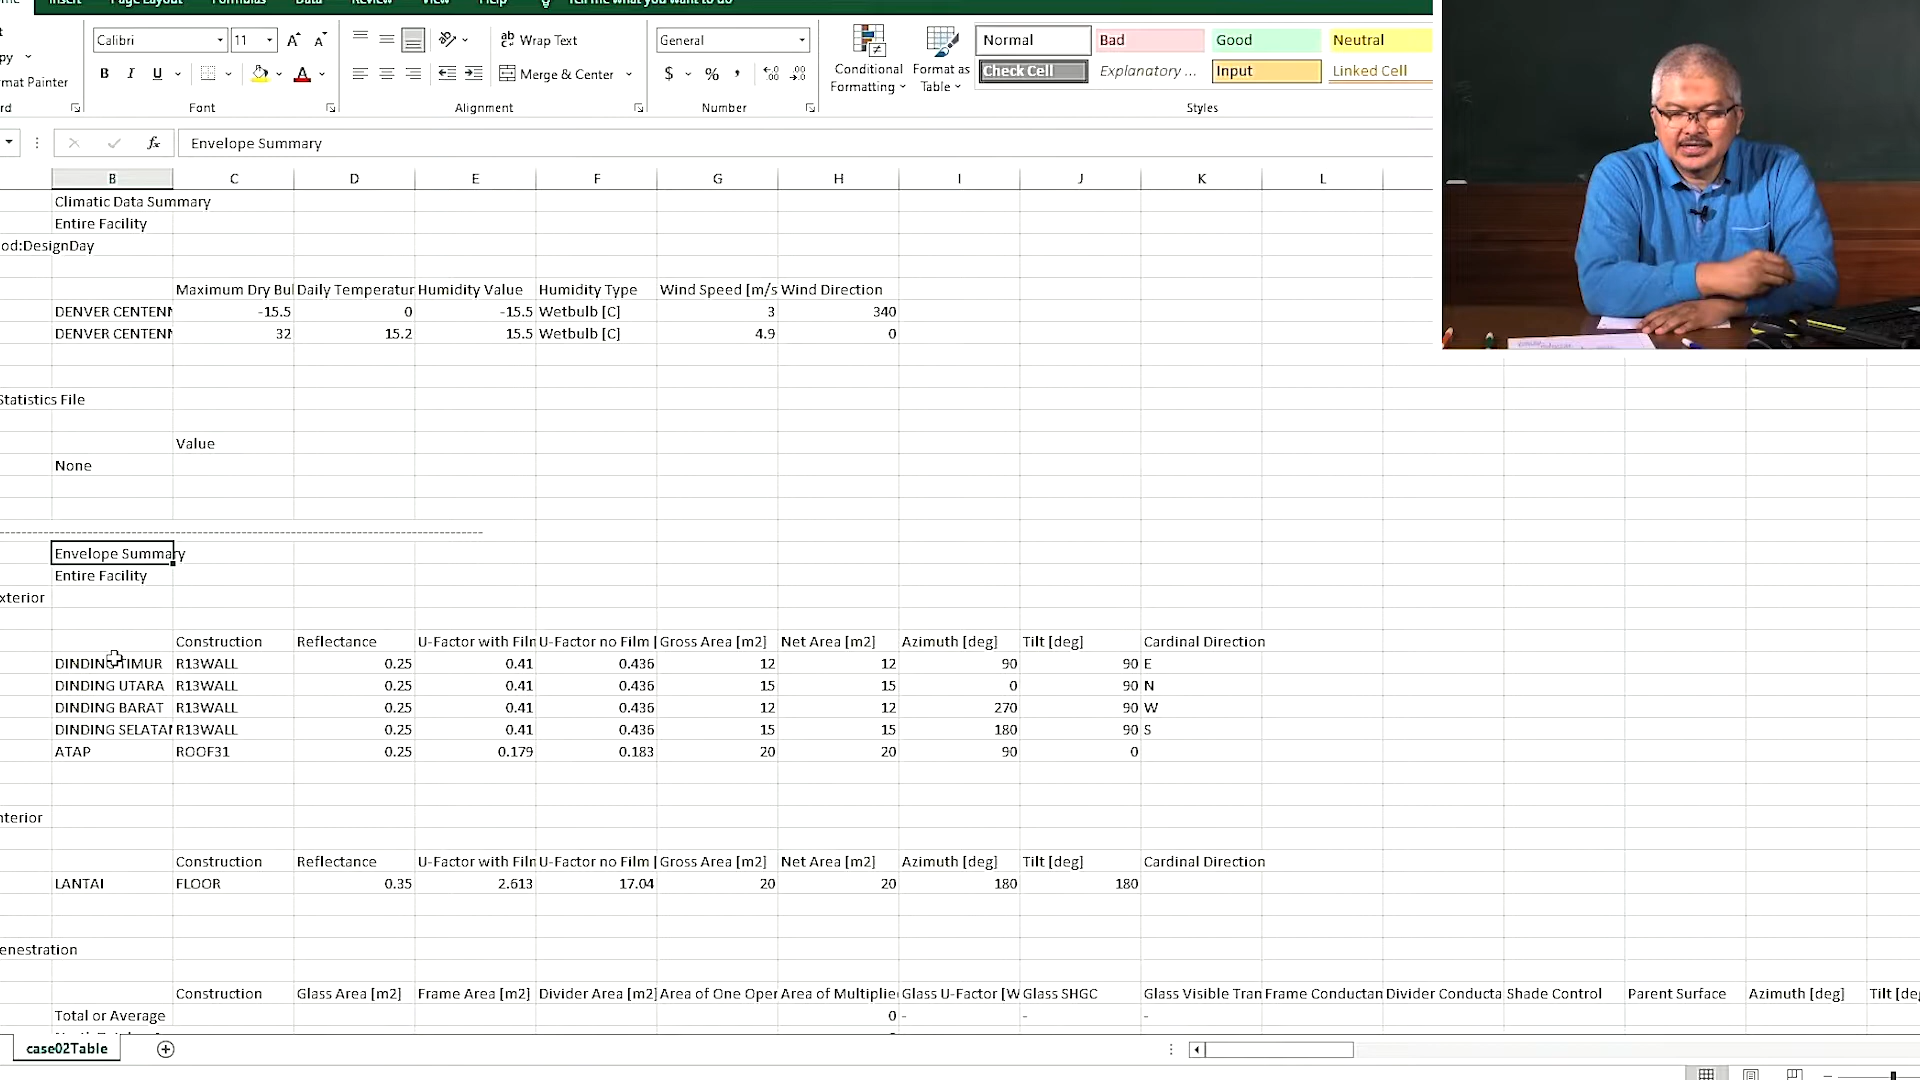 Insert Page Layout Formulas Data Review View Help Tell me what you want to do
Calibri 11 Wrap Text General Normal Bad Good Neutral
Conditional Formatting Format as Table Check Cell Explanatory ... Input Linked Cell
mat Painter B I U Merge & Center $ %
Font Alignment Number Styles
fx Envelope Summary
B C D E F G H I J K L
Climatic Data Summary
Entire Facility
od:DesignDay
Maximum Dry Bul Daily Temperatur Humidity Value Humidity Type Wind Speed [m/s Wind Direction
DENVER CENTENN -15.5 0 -15.5 Wetbulb [C] 3 340
DENVER CENTENN 32 15.2 15.5 Wetbulb [C] 4.9 0
Statistics File
Value
None
Envelope Summary
Entire Facility
xterior
Construction Reflectance U-Factor with Film U-Factor no Film [ Gross Area [m2] Net Area [m2] Azimuth [deg] Tilt [deg] Cardinal Direction
DINDING TIMUR R13WALL 0.25 0.41 0.436 12 12 90 90 E
DINDING UTARA R13WALL 0.25 0.41 0.436 15 15 0 90 N
DINDING BARAT R13WALL 0.25 0.41 0.436 12 12 270 90 W
DINDING SELATAN R13WALL 0.25 0.41 0.436 15 15 180 90 S
ATAP ROOF31 0.25 0.179 0.183 20 20 90 0
nterior
Construction Reflectance U-Factor with Film U-Factor no Film [ Gross Area [m2] Net Area [m2] Azimuth [deg] Tilt [deg] Cardinal Direction
LANTAI FLOOR 0.35 2.613 17.04 20 20 180 180
enestration
Construction Glass Area [m2] Frame Area [m2] Divider Area [m2] Area of One Open Area of Multiplied Glass U-Factor [W Glass SHGC Glass Visible Tran Frame Conductan Divider Conducta Shade Control Parent Surface Azimuth [deg] Tilt [deg
Total or Average 0 - - -
case02Table